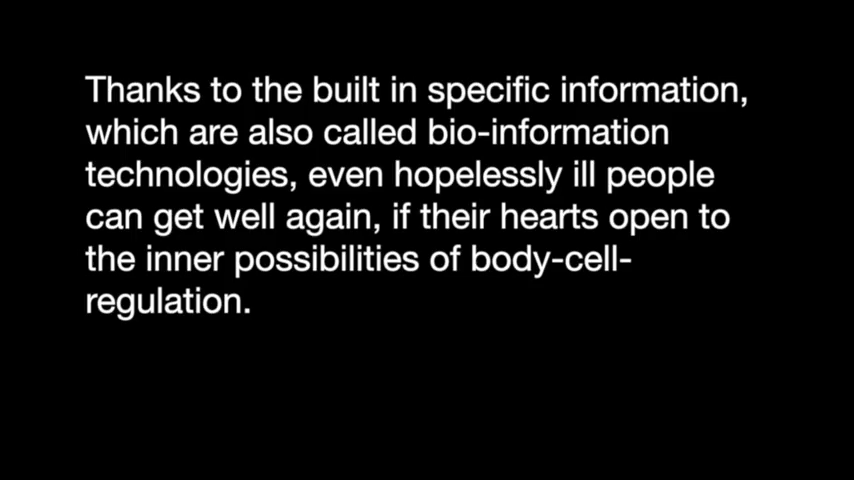 Thanks to the built in specific information,
which are also called bio-information
technologies, even hopelessly ill people
can get well again, if their hearts open to
the inner possibilities of body-cell-
regulation.